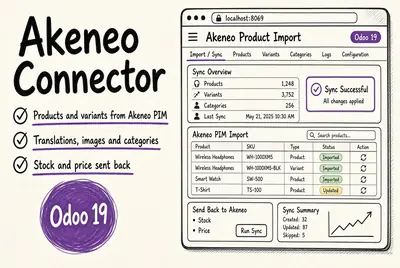 Akeneo
Connector
Products and variants from Akeneo PIM
Translations, images and categories
Stock and price sent back
Odoo 19
localhost:8069
Akeneo Product Import
Odoo 19
Import / Sync Products Variants Categories Logs Configuration
Sync Overview
Products 1,248
Variants 3,752
Categories 256
Last Sync May 21, 2025 10:30 AM
Sync Successful
All changes applied
Akeneo PIM Import
Search products...
Product SKU Type Status Action
Wireless Headphones WH-1000XM5 Product Imported
Wireless Headphones WH-1000XM5-BLK Variant Imported
Smart Watch SW-500 Product Imported
T-Shirt TS-100 Product Updated
Send Back to Akeneo
• Stock
• Price
Run Sync
Sync Summary
Created: 32
Updated: 87
Skipped: 5